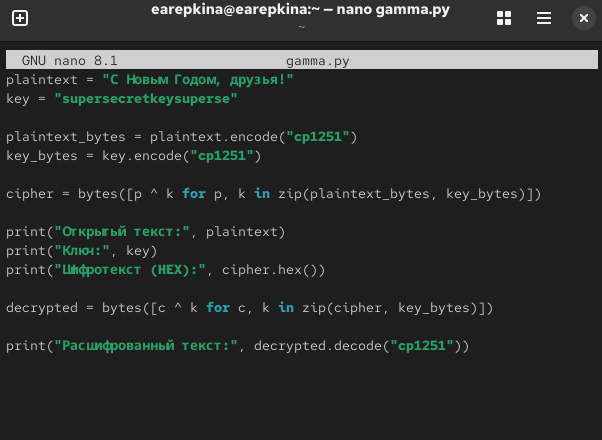 earepkina@earepkina:~ — nano gamma.py
~
GNU nano 8.1 gamma.py
plaintext = "С Новым Годом, друзья!"
key = "supersecretkeysuperse"
plaintext_bytes = plaintext.encode("cp1251")
key_bytes = key.encode("cp1251")
cipher = bytes([p ^ k for p, k in zip(plaintext_bytes, key_bytes)])
print("Открытый текст:", plaintext)
print("Ключ:", key)
print("Шифротекст (HEX):", cipher.hex())
decrypted = bytes([c ^ k for c, k in zip(cipher, key_bytes)])
print("Расшифрованный текст:", decrypted.decode("cp1251"))